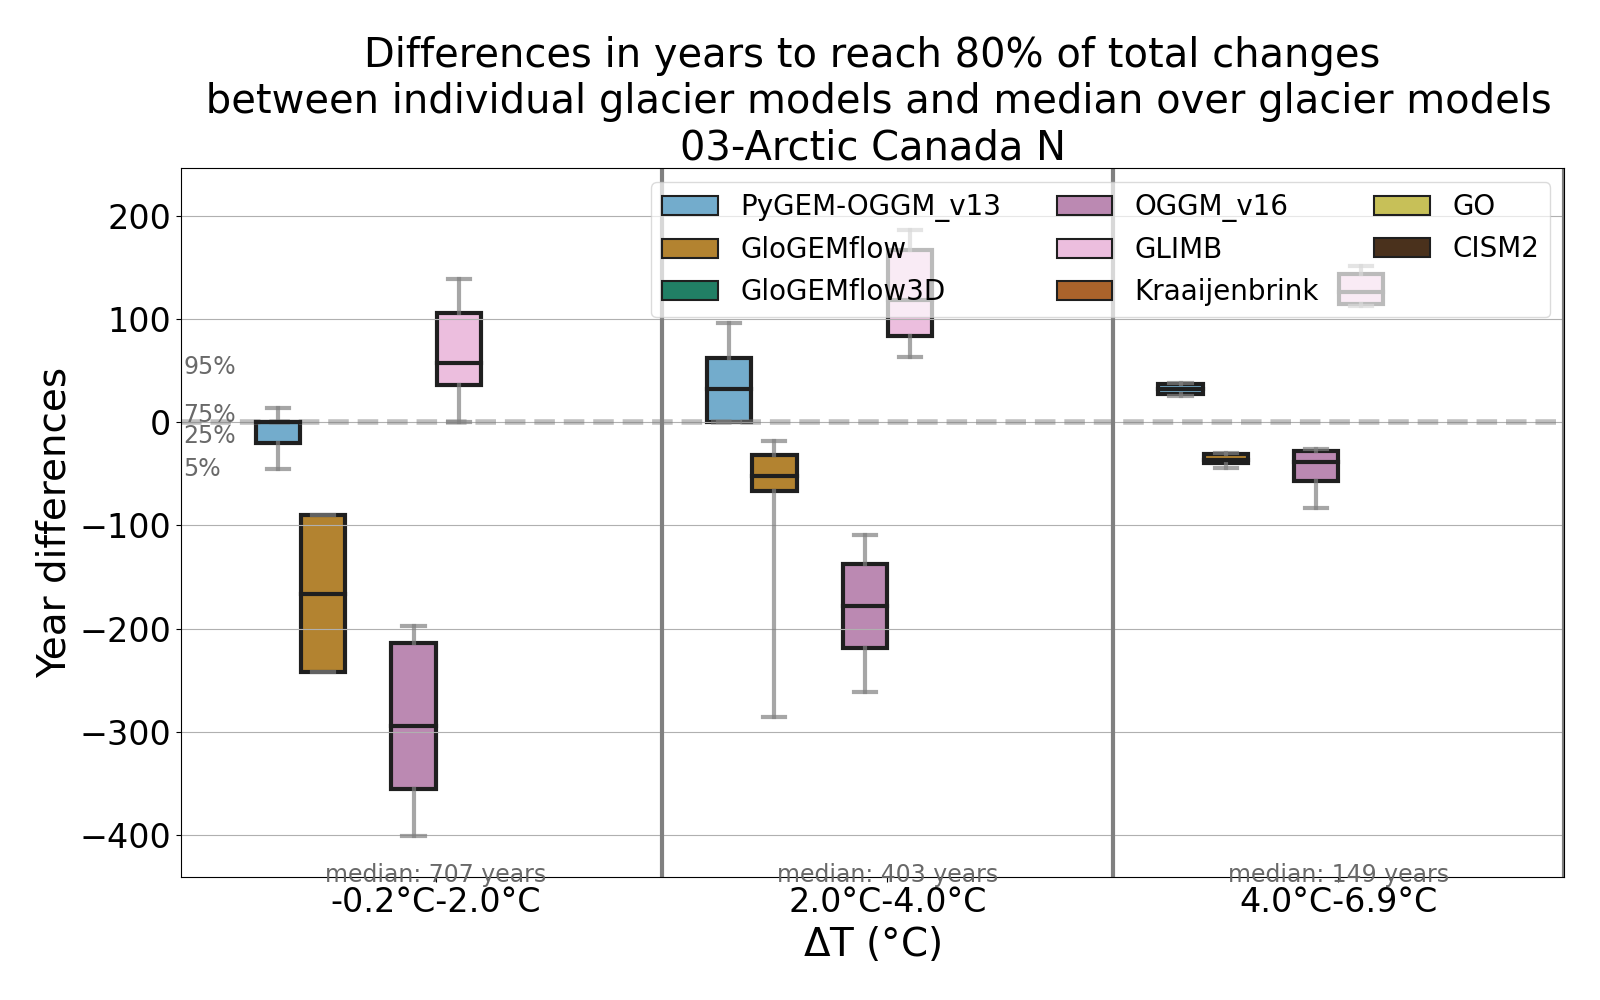 Differences in years to reach 80% of total changes
between individual glacier models and median over glacier models
03-Arctic Canada N
PyGEM-OGGM_v13
GloGEMflow
GloGEMflow3D
OGGM_v16
GLIMB
Kraaijenbrink
GO
CISM2
Year differences
200
100
0
−100
−200
−300
−400
95%
75%
25%
5%
median: 707 years
median: 403 years
median: 149 years
-0.2°C-2.0°C
2.0°C-4.0°C
4.0°C-6.9°C
ΔT (°C)